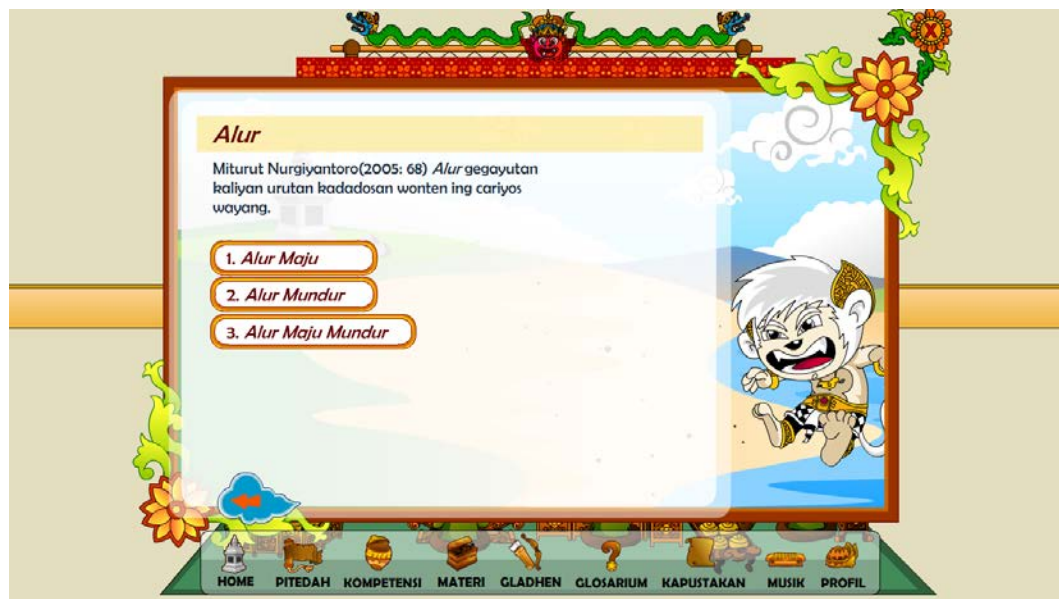 X
Alur
Miturut Nurgiyantoro(2005: 68) Alur gegayutan
kaliyan urutan kadadosan wonten ing cariyos
wayang.
1. Alur Maju
2. Alur Mundur
3. Alur Maju Mundur
HOME PITEDAH KOMPETENSI MATERI GLADHEN GLOSARIUM KAPUSTAKAN MUSIK PROFIL